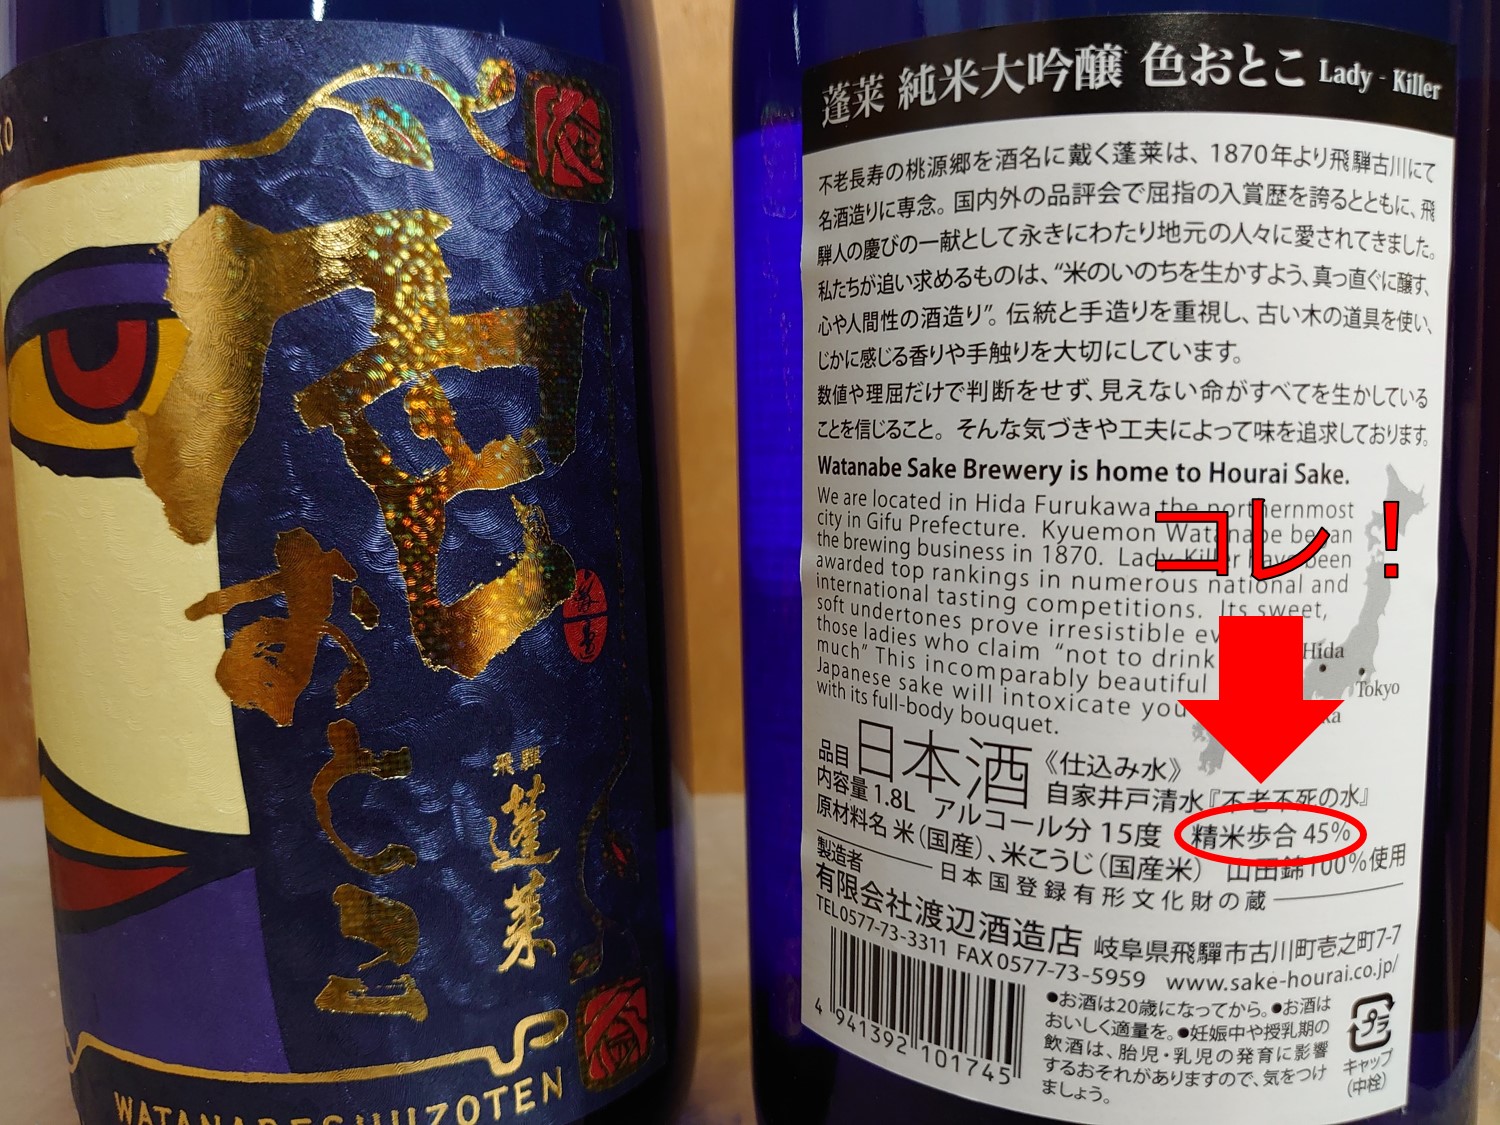 色おとこ
飛騨
蓬莱
WATANABESHUZOTEN
蓬莱 純米大吟醸 色おとこ Lady - Killer
不老長寿の桃源郷を酒名に戴く蓬莱は、1870年より飛騨古川にて
名酒造りに専念。国内外の品評会で屈指の入賞歴を誇るとともに、飛
騨人の慶びの一献として永きにわたり地元の人々に愛されてきました。
私たちが追い求めるものは、“米のいのちを生かすよう、真っ直ぐに醸す、
心や人間性の酒造り”。伝統と手造りを重視し、古い木の道具を使い、
じかに感じる香りや手触りを大切にしています。
数値や理屈だけで判断をせず、見えない命がすべてを生かしている
ことを信じること。そんな気づきや工夫によって味を追求しております。
Watanabe Sake Brewery is home to Hourai Sake.
We are located in Hida Furukawa the northernmost
city in Gifu Prefecture. Kyuemon Watanabe began
the brewing business in 1870. Lady-Killer have been
awarded top rankings in numerous national and
international tasting competitions. Its sweet,
soft undertones prove irresistible
those ladies who claim “not to drink
much” This incomparably beautiful
Japanese sake will intoxicate you
with its full-body bouquet.
コレ！
Hida
Tokyo
品目 日本酒 《仕込み水》
自家井戸清水『不老不死の水』
内容量 1.8L アルコール分 15度 精米歩合 45%
原材料名 米（国産）、米こうじ（国産米） 山田錦100%使用
製造者 日本国登録有形文化財の蔵
有限会社渡辺酒造店 岐阜県飛騨市古川町壱之町7-7
TEL0577-73-3311 FAX0577-73-5959 www.sake-hourai.co.jp/
4 941392 101745
●お酒は20歳になってから。●お酒は
おいしく適量を。●妊娠中や授乳期の
飲酒は、胎児・乳児の発育に影響
するおそれがありますので、気をつけ
ましょう。
プラ
キャップ
(中栓)